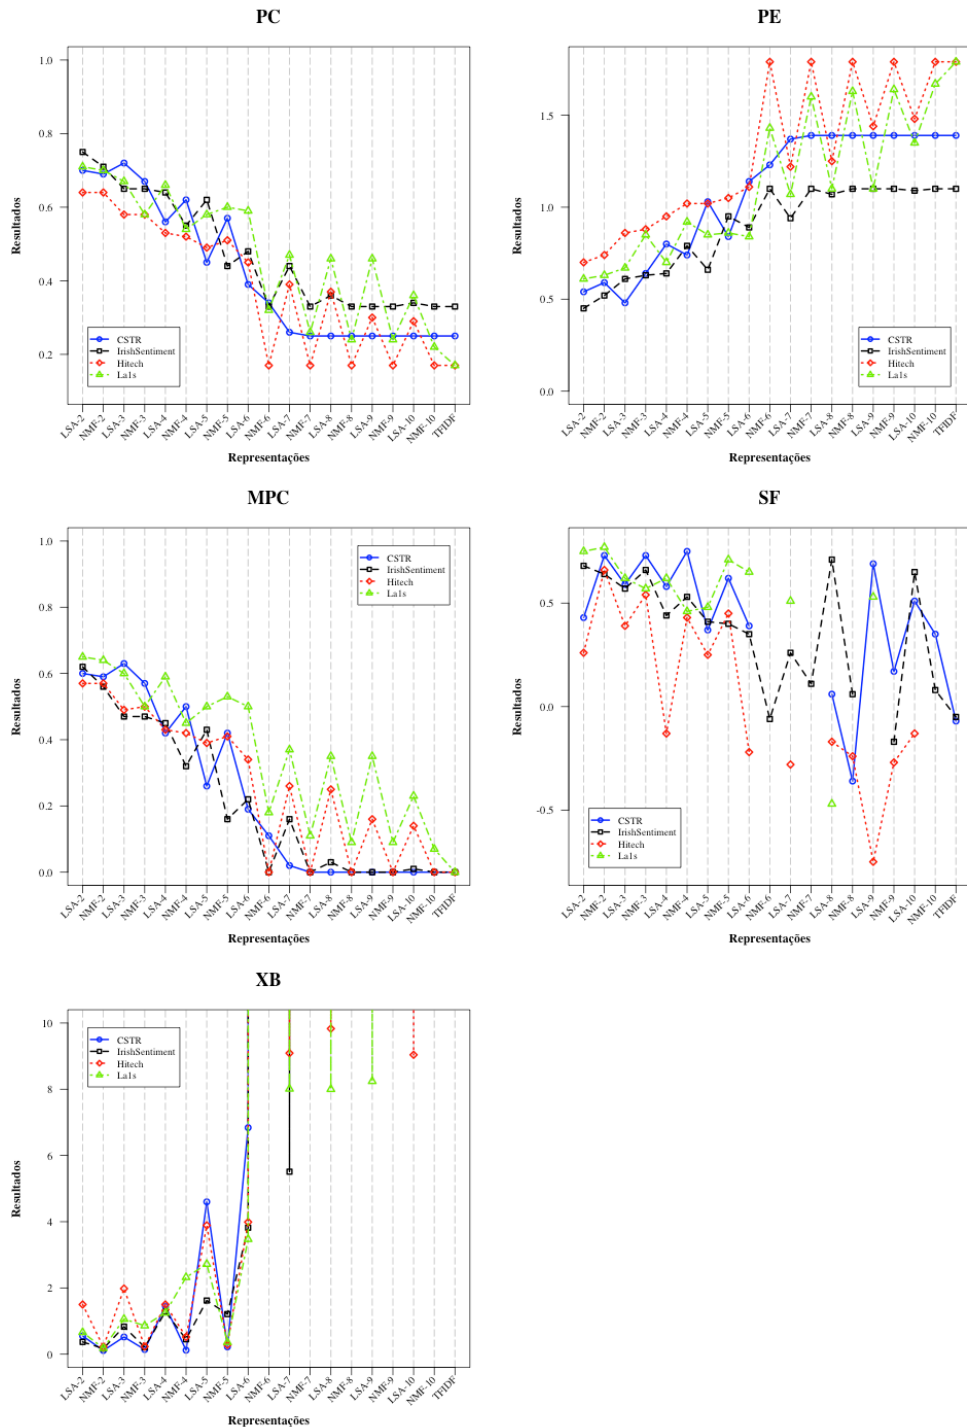 PC
1.0
0.8
0.6
0.4
0.2
Resultados
CSTR
IrishSentiment
Hitech
La1s
LSA-2
NMF-2
LSA-3
NMF-3
LSA-4
NMF-4
LSA-5
NMF-5
LSA-6
NMF-6
LSA-7
NMF-7
LSA-8
NMF-8
LSA-9
NMF-9
LSA-10
NMF-10
TFIDF
Representações
PE
1.5
1.0
0.5
0.0
Resultados
CSTR
IrishSentiment
Hitech
La1s
LSA-2
NMF-2
LSA-3
NMF-3
LSA-4
NMF-4
LSA-5
NMF-5
LSA-6
NMF-6
LSA-7
NMF-7
LSA-8
NMF-8
LSA-9
NMF-9
LSA-10
NMF-10
TFIDF
Representações
MPC
1.0
0.8
0.6
0.4
0.2
0.0
Resultados
CSTR
IrishSentiment
Hitech
La1s
LSA-2
NMF-2
LSA-3
NMF-3
LSA-4
NMF-4
LSA-5
NMF-5
LSA-6
NMF-6
LSA-7
NMF-7
LSA-8
NMF-8
LSA-9
NMF-9
LSA-10
NMF-10
TFIDF
Representações
SF
0.5
0.0
-0.5
Resultados
CSTR
IrishSentiment
Hitech
La1s
LSA-2
NMF-2
LSA-3
NMF-3
LSA-4
NMF-4
LSA-5
NMF-5
LSA-6
NMF-6
LSA-7
NMF-7
LSA-8
NMF-8
LSA-9
NMF-9
LSA-10
NMF-10
TFIDF
Representações
XB
10
8
6
4
2
0
Resultados
CSTR
IrishSentiment
Hitech
La1s
LSA-2
NMF-2
LSA-3
NMF-3
LSA-4
NMF-4
LSA-5
NMF-5
LSA-6
NMF-6
LSA-7
NMF-7
LSA-8
NMF-8
LSA-9
NMF-9
LSA-10
NMF-10
TFIDF
Representações